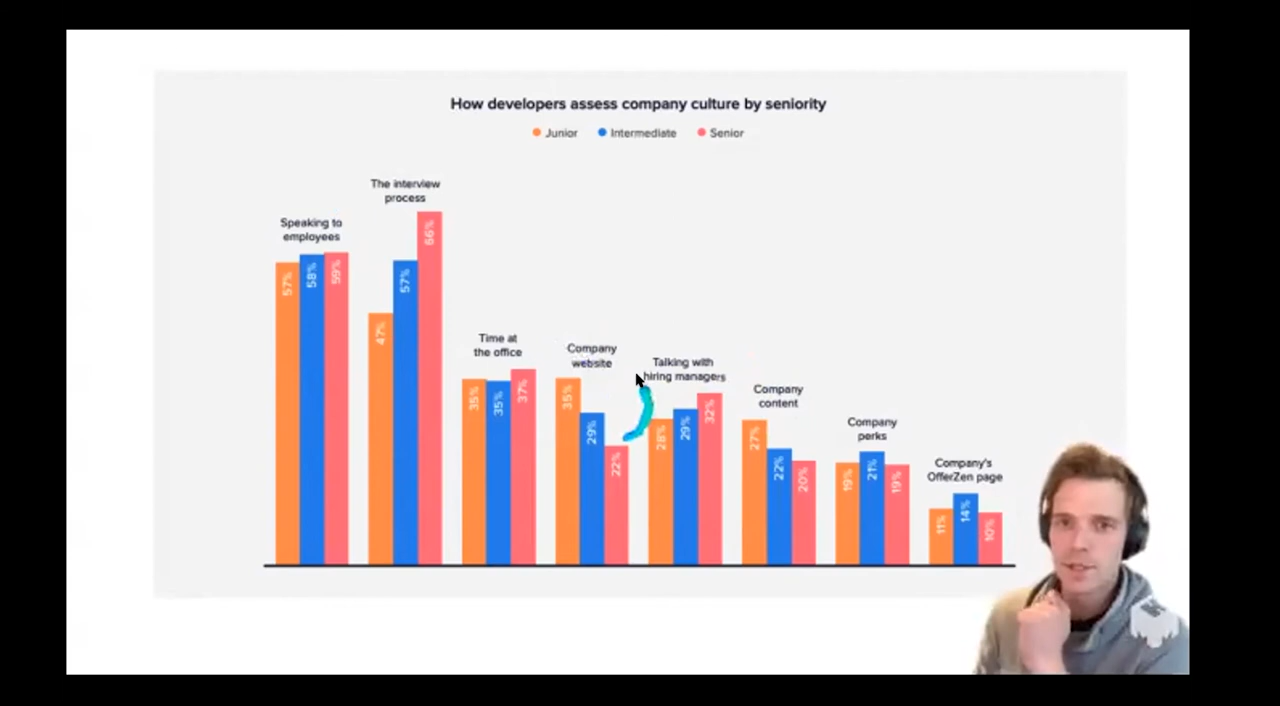 How developers assess company culture by seniority
Junior Intermediate Senior
Speaking to
employees
57% 58% 59%
The interview
process
47% 57% 66%
Time at
the office
35% 35% 37%
Company
website
35% 29% 22%
Talking with
hiring managers
28% 29% 32%
Company
content
27% 22% 20%
Company
perks
19% 21% 19%
Company's
OfferZen page
11% 14% 10%